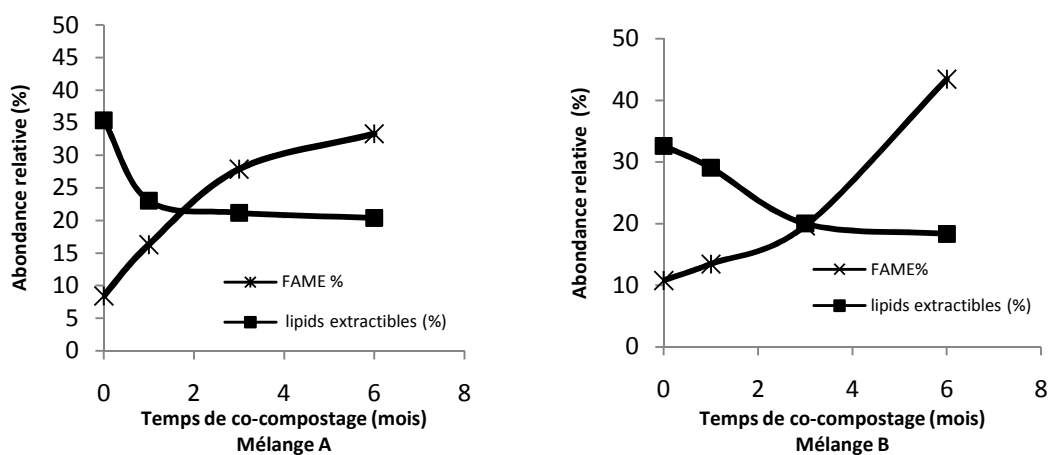 Abondance relative (%)
50
45
40
35
30
25
20
15
10
5
0
FAME %
lipids extractibles (%)
0 2 4 6 8
Temps de co-compostage (mois)
Mélange A
Abondance relative (%)
50
40
30
20
10
0
FAME%
lipids extractibles (%)
0 2 4 6 8
Temps de co-compostage (mois)
Mélange B